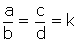 a/b = c/d = k